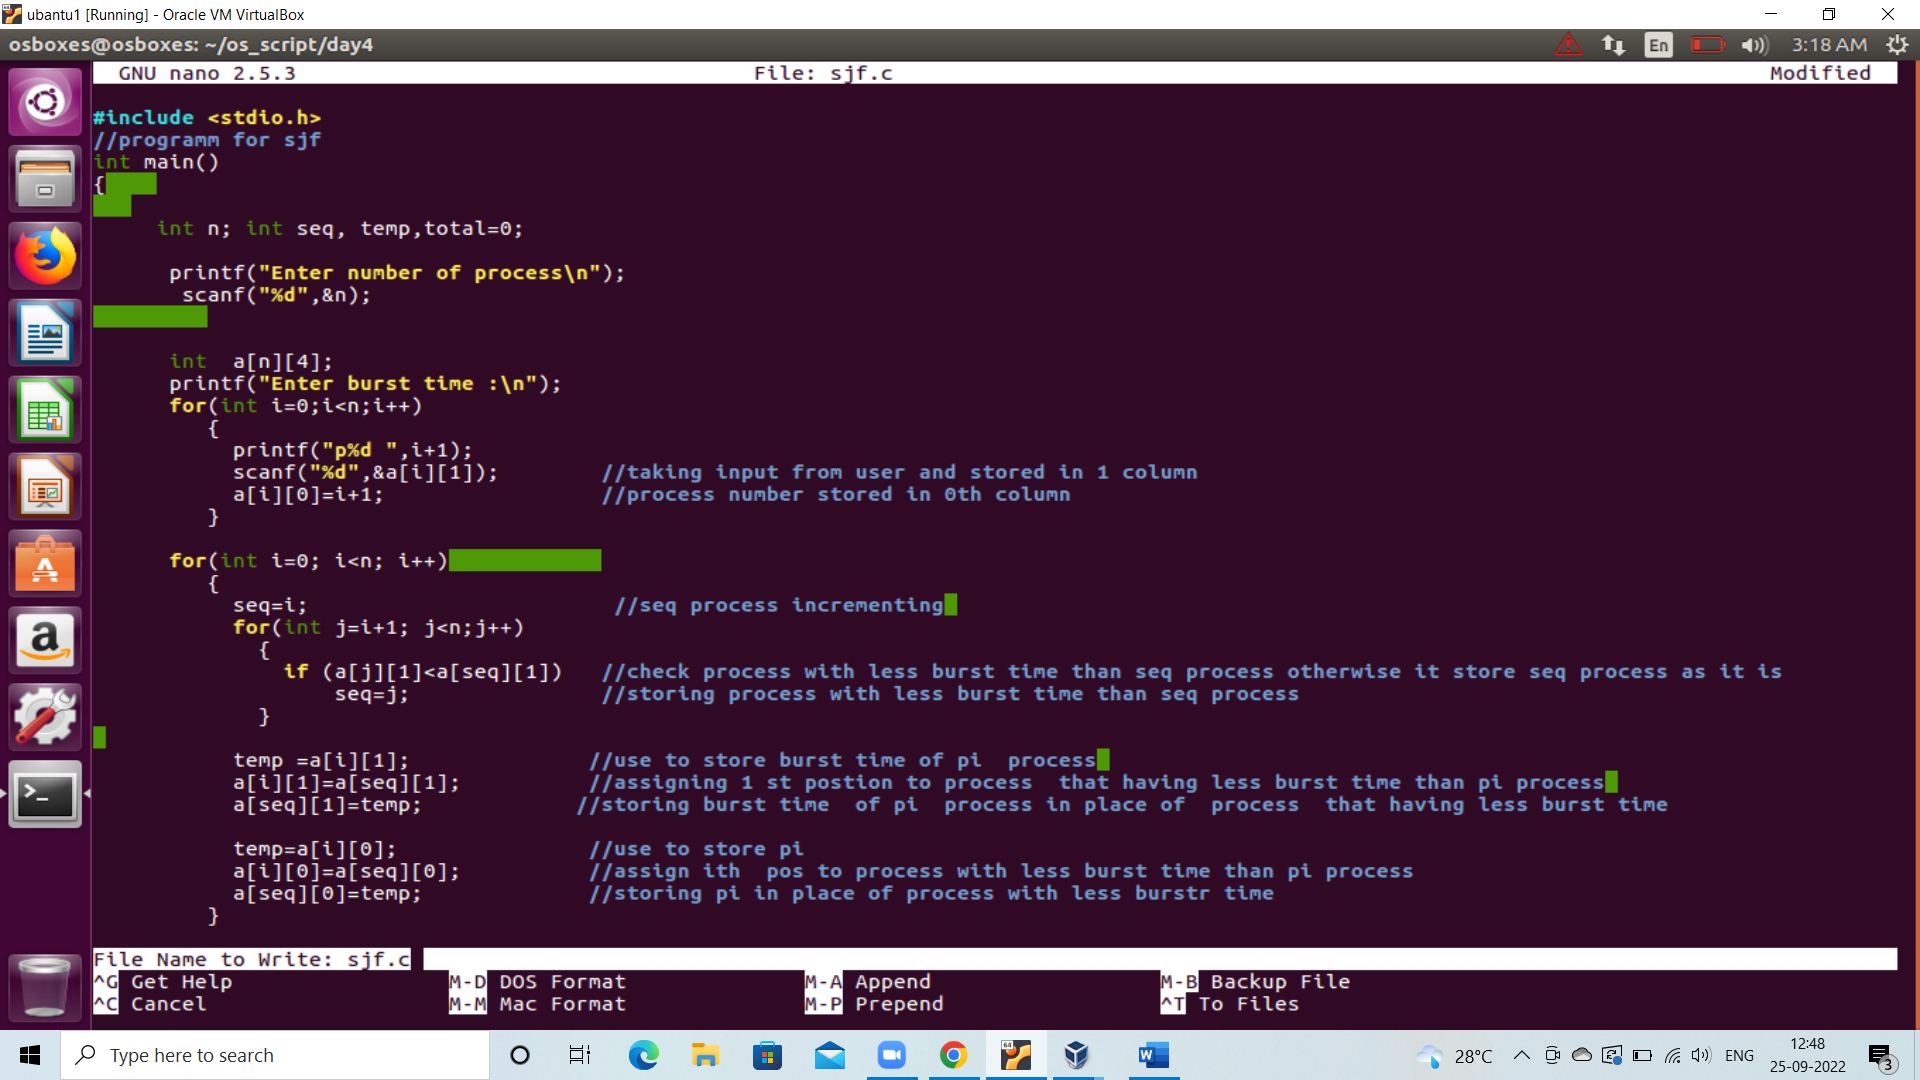 ubantu1 [Running] - Oracle VM VirtualBox
osboxes@osboxes: ~/os_script/day4
En
3:18 AM
GNU nano 2.5.3 File: sjf.c Modified
#include <stdio.h>
//programm for sjf
int main()
{
int n; int seq, temp,total=0;
printf("Enter number of process\n");
scanf("%d",&n);
int  a[n][4];
printf("Enter burst time :\n");
for(int i=0;i<n;i++)
{
printf("p%d ",i+1);
scanf("%d",&a[i][1]); //taking input from user and stored in 1 column
a[i][0]=i+1; //process number stored in 0th column
}
for(int i=0; i<n; i++)
{
seq=i; //seq process incrementing
for(int j=i+1; j<n;j++)
{
if (a[j][1]<a[seq][1]) //check process with less burst time than seq process otherwise it store seq process as it is
seq=j; //storing process with less burst time than seq process
}
temp =a[i][1]; //use to store burst time of pi  process
a[i][1]=a[seq][1]; //assigning 1 st postion to process  that having less burst time than pi process
a[seq][1]=temp; //storing burst time  of pi  process in place of  process  that having less burst time
temp=a[i][0]; //use to store pi
a[i][0]=a[seq][0]; //assign ith  pos to process with less burst time than pi process
a[seq][0]=temp; //storing pi in place of process with less burstr time
}
File Name to Write: sjf.c
^G Get Help M-D DOS Format M-A Append M-B Backup File
^C Cancel M-M Mac Format M-P Prepend ^T To Files
Type here to search
28°C
ENG
12:48
25-09-2022
3